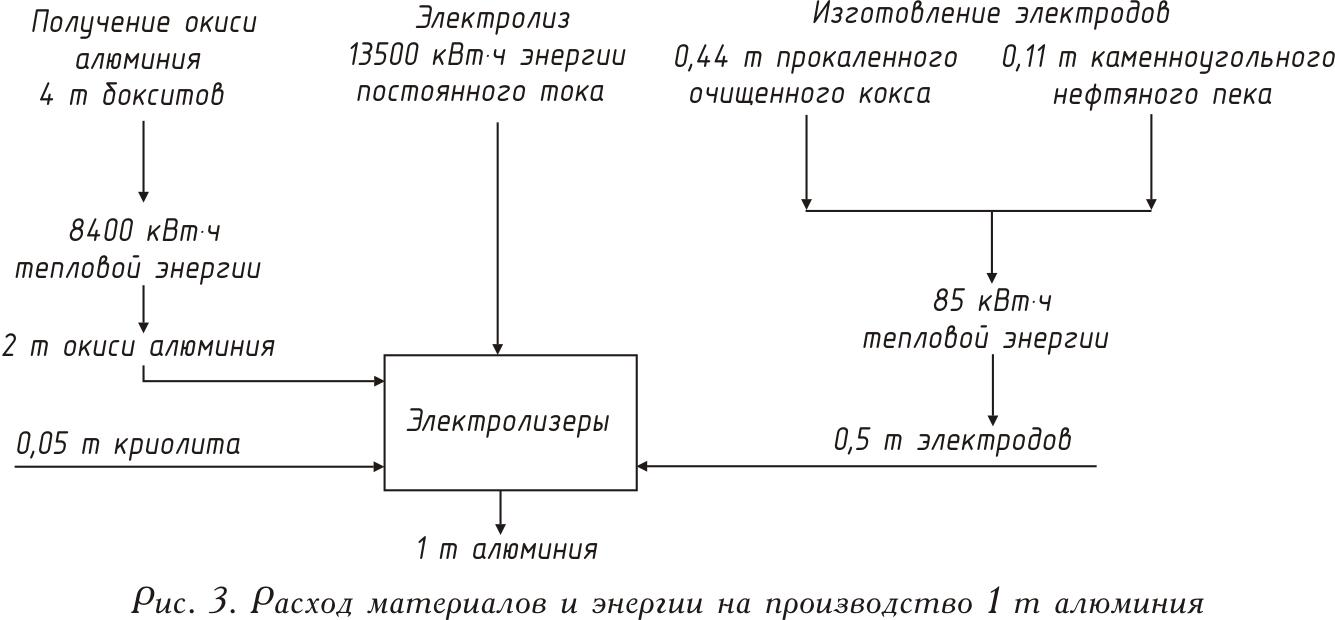 Получение окиси
алюминия
4 т бокситов
8400 кВт·ч
тепловой энергии
2 т окиси алюминия
0,05 т криолита
Электролиз
13500 кВт·ч энергии
постоянного тока
Электролизеры
1 т алюминия
Изготовление электродов
0,44 т прокаленного
очищенного кокса
0,11 т каменноугольного
нефтяного пека
85 кВт·ч
тепловой энергии
0,5 т электродов
Рис. 3. Расход материалов и энергии на производство 1 т алюминия